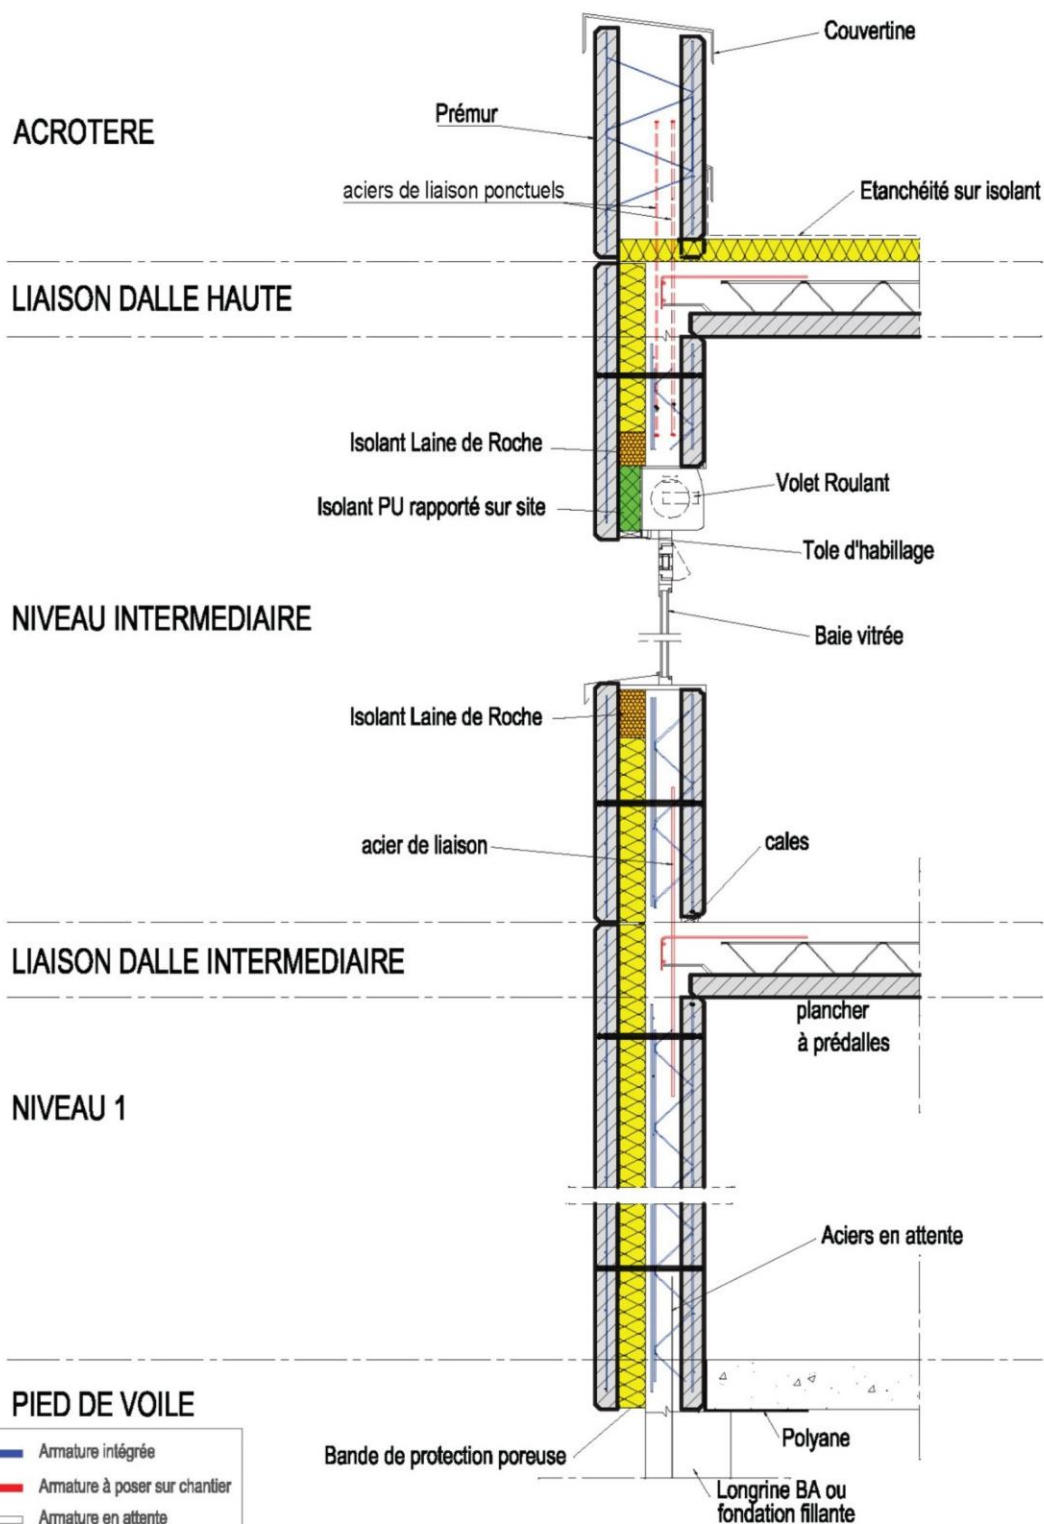 Couvertine
ACROTERE
Prémur
aciers de liaison ponctuels
Etanchéité sur isolant
LIAISON DALLE HAUTE
Isolant Laine de Roche
Volet Roulant
Isolant PU rapporté sur site
Tole d'habillage
NIVEAU INTERMEDIAIRE
Baie vitrée
Isolant Laine de Roche
acier de liaison
cales
LIAISON DALLE INTERMEDIAIRE
plancher
à prédalles
NIVEAU 1
Aciers en attente
PIED DE VOILE
Armature intégrée
Armature à poser sur chantier
Armature en attente
Bande de protection poreuse
Polyane
Longrine BA ou
fondation fillante